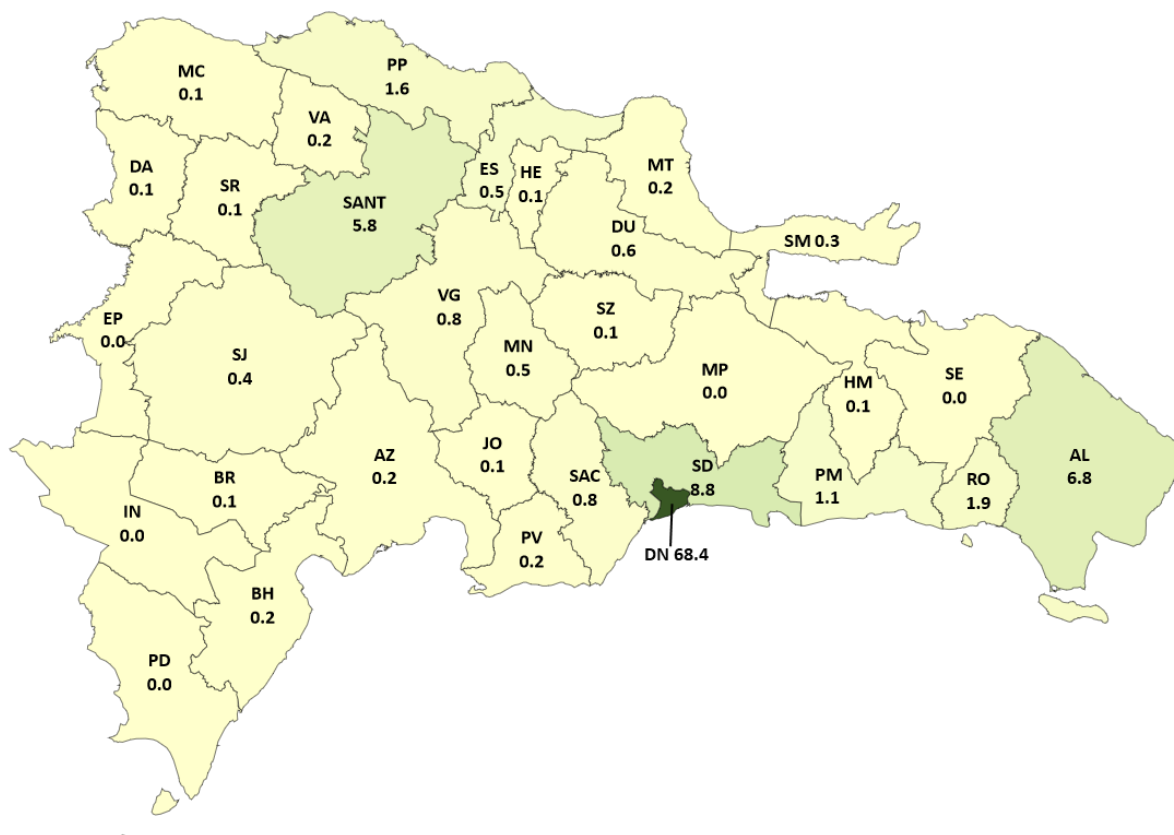 MC
0.1
PP
1.6
VA
0.2
DA
0.1
SR
0.1
SANT
5.8
ES
0.5
HE
0.1
MT
0.2
DU
0.6
SM 0.3
EP
0.0
SJ
0.4
VG
0.8
MN
0.5
SZ
0.1
MP
0.0
HM
0.1
SE
0.0
AL
6.8
IN
0.0
BR
0.1
AZ
0.2
JO
0.1
SAC
0.8
SD
8.8
PM
1.1
RO
1.9
PV
0.2
DN 68.4
BH
0.2
PD
0.0